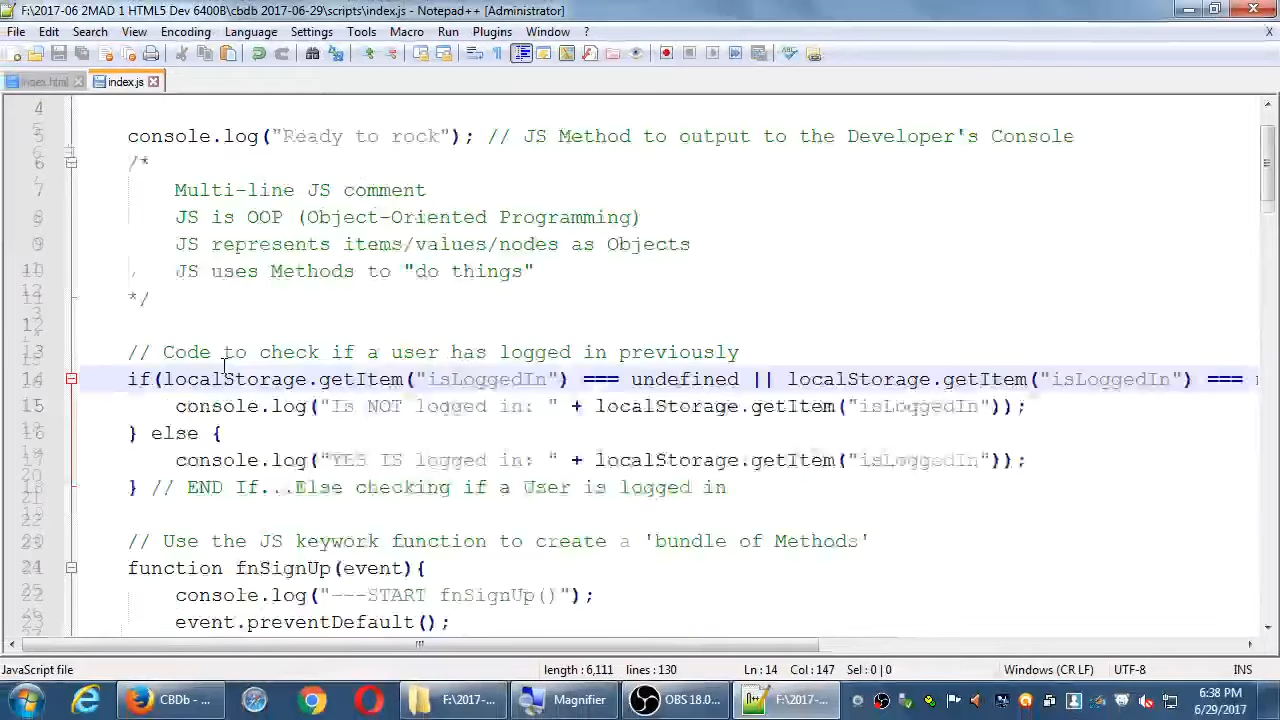 F:\2017-06 2MAD 1 HTML5 Dev 6400B\cbdb 2017-06-29\scripts\index.js - Notepad++ [Administrator]
File Edit Search View Encoding Language Settings Tools Macro Run Plugins Window ? X
index.html index.js
4
console.log("Ready to rock"); // JS Method to output to the Developer's Console
/*
Multi-line JS comment
JS is OOP (Object-Oriented Programming)
JS represents items/values/nodes as Objects
JS uses Methods to "do things"
*/
// Code to check if a user has logged in previously
if(localStorage.getItem("isLoggedIn") === undefined || localStorage.getItem("isLoggedIn") ===
console.log("Is NOT logged in: " + localStorage.getItem("isLoggedIn"));
} else {
console.log("YES IS logged in: " + localStorage.getItem("isLoggedIn"));
} // END If...Else checking if a User is logged in
// Use the JS keywork function to create a 'bundle of Methods'
function fnSignUp(event){
console.log("---START fnSignUp()");
event.preventDefault();
JavaScript file length : 6,111 lines : 130 Ln : 14 Col : 147 Sel : 0 | 0 Windows (CR LF) UTF-8 INS
CBDb - ... F:\2017-... Magnifier OBS 18.0.... F:\2017-... 6:38 PM
6/29/2017